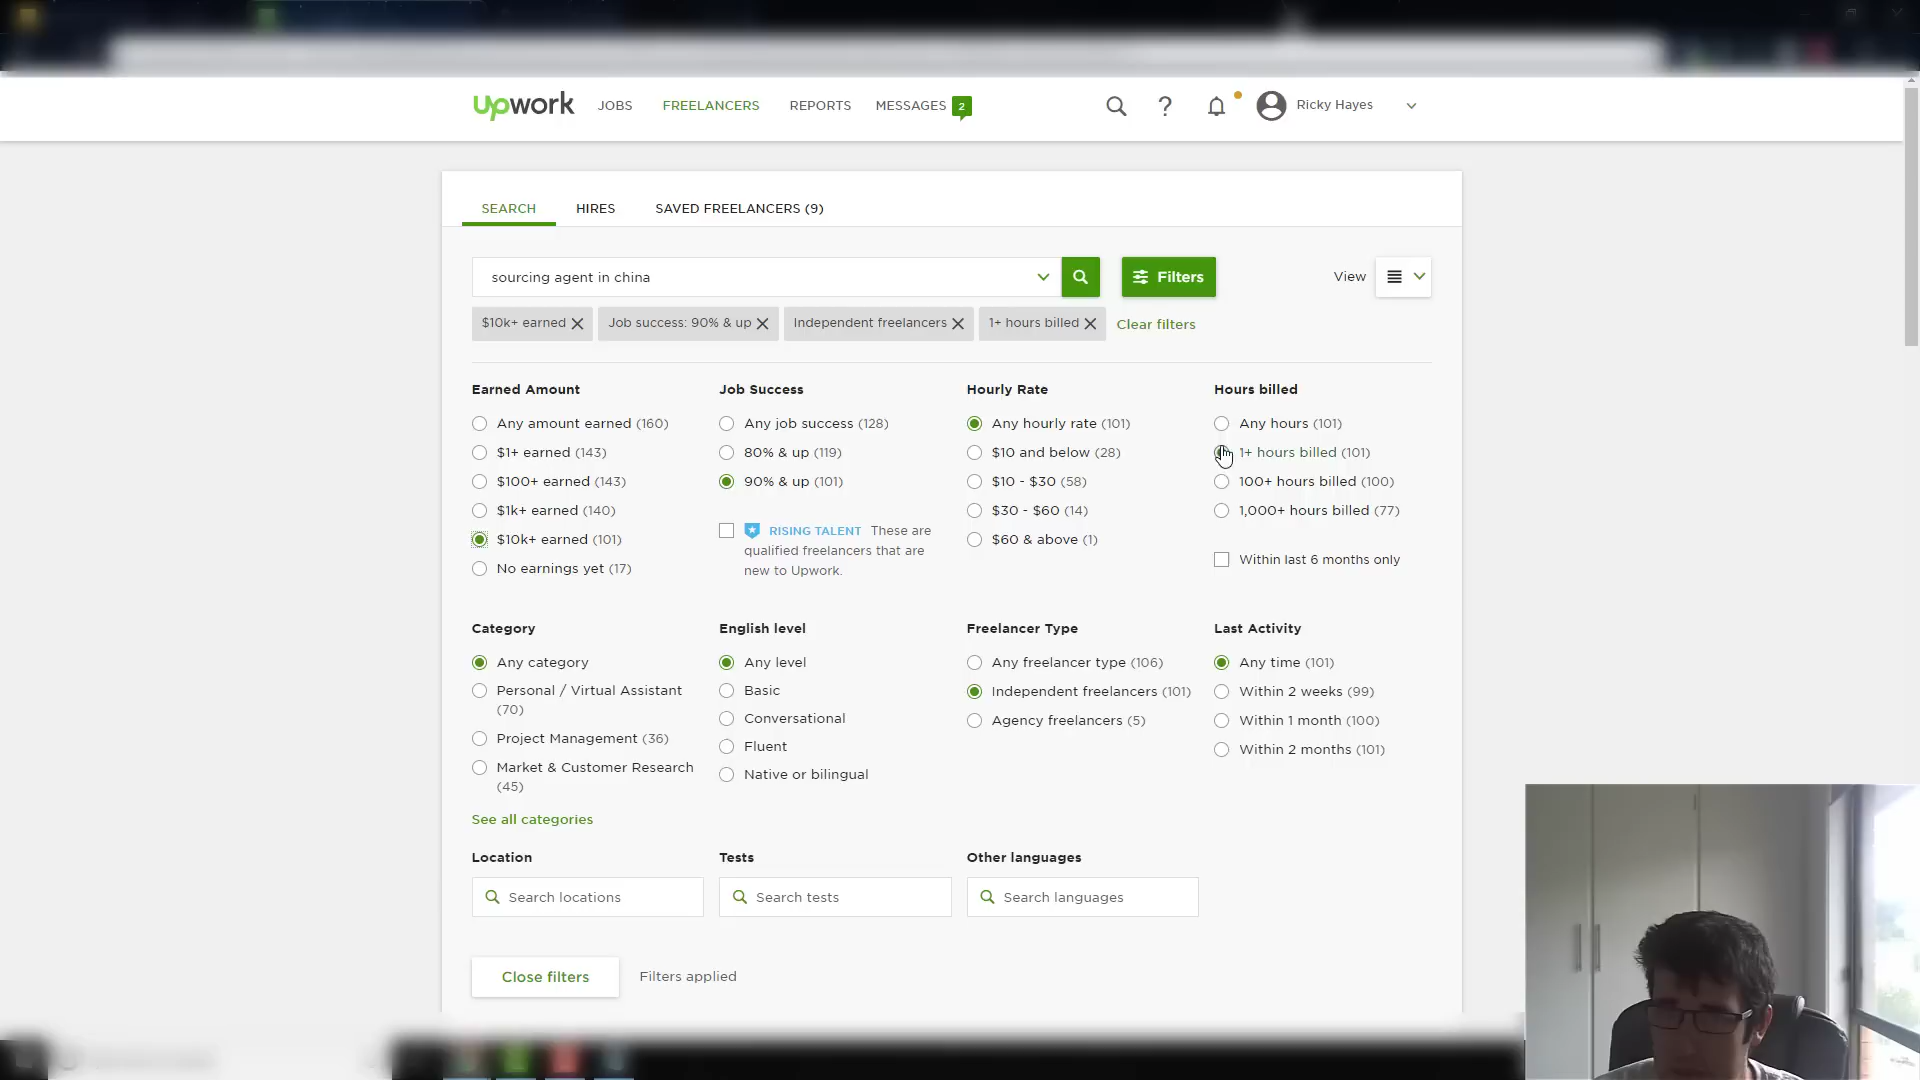 Upwork JOBS FREELANCERS REPORTS MESSAGES 2 ? Ricky Hayes
SEARCH HIRES SAVED FREELANCERS (9)
sourcing agent in china Filters View
$10k+ earned Job success: 90% & up Independent freelancers 1+ hours billed Clear filters
Earned Amount
Any amount earned (160)
$1+ earned (143)
$100+ earned (143)
$1k+ earned (140)
$10k+ earned (101)
No earnings yet (17)
Job Success
Any job success (128)
80% & up (119)
90% & up (101)
RISING TALENT These are
qualified freelancers that are
new to Upwork.
Hourly Rate
Any hourly rate (101)
$10 and below (28)
$10 - $30 (58)
$30 - $60 (14)
$60 & above (1)
Hours billed
Any hours (101)
1+ hours billed (101)
100+ hours billed (100)
1,000+ hours billed (77)
Within last 6 months only
Category
Any category
Personal / Virtual Assistant
(70)
Project Management (36)
Market & Customer Research
(45)
See all categories
English level
Any level
Basic
Conversational
Fluent
Native or bilingual
Freelancer Type
Any freelancer type (106)
Independent freelancers (101)
Agency freelancers (5)
Last Activity
Any time (101)
Within 2 weeks (99)
Within 1 month (100)
Within 2 months (101)
Location
Search locations
Tests
Search tests
Other languages
Search languages
Close filters Filters applied